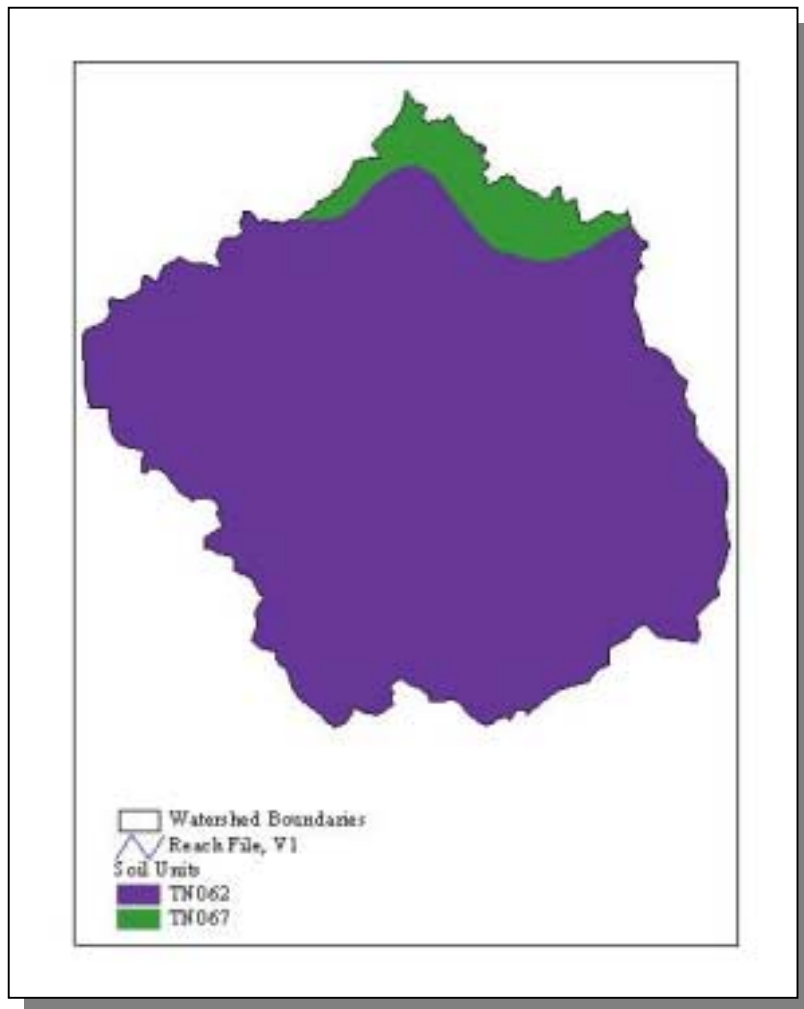 Watershed Boundaries
Reach File, V1
Soil Units
TN062
TN067